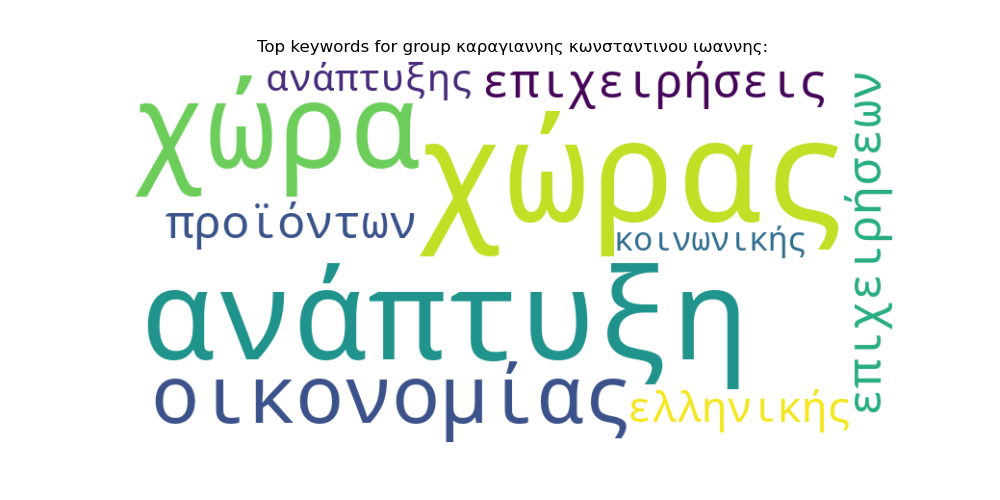 Top keywords for group καραγιαννης κωνσταντινου ιωαννης:
ανάπτυξης
επιχειρήσεις
χώρα
χώρας
επιχειρήσεων
προϊόντων
κοινωνικής
ανάπτυξη
οικονομίας
ελληνικής